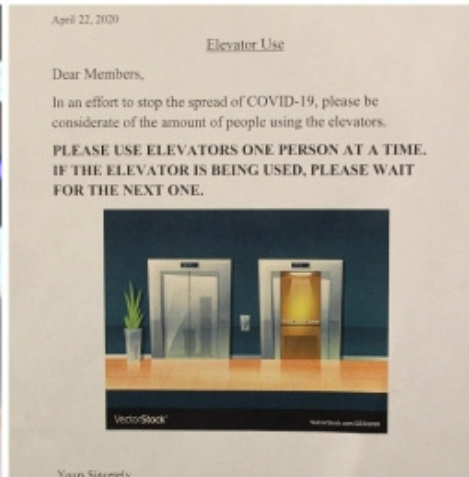 April 22, 2020
Elevator Use
Dear Members,
In an effort to stop the spread of COVID-19, please be
considerate of the amount of people using the elevators.
PLEASE USE ELEVATORS ONE PERSON AT A TIME.
IF THE ELEVATOR IS BEING USED, PLEASE WAIT
FOR THE NEXT ONE.
VectorStock
Yours Sincerely